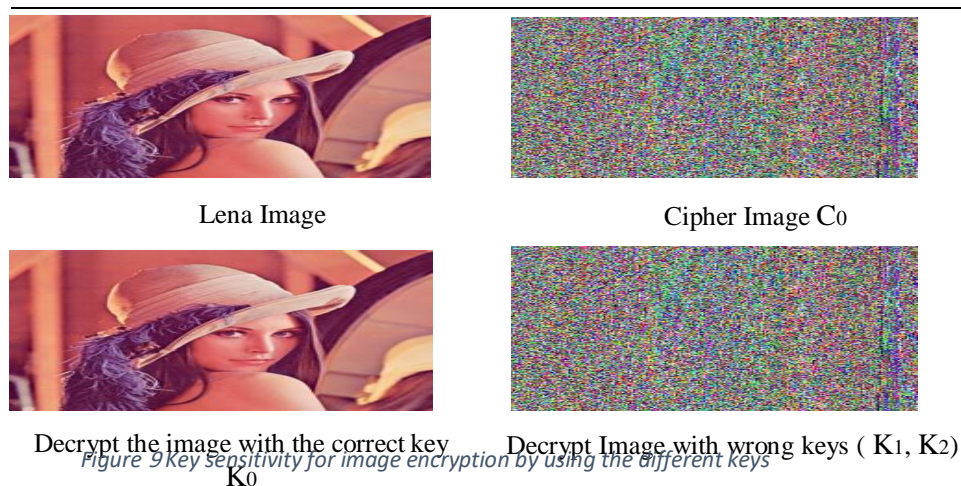 Lena Image
Cipher Image C0
Decrypt the image with the correct key K0
Decrypt Image with wrong keys ( K1, K2)
Figure 9 Key sensitivity for image encryption by using the different keys